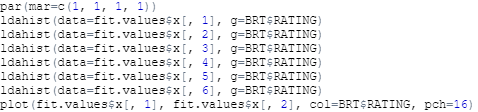 par(mar=c(1, 1, 1, 1))
ldahist(data=fit.values$x[, 1], g=BRT$RATING)
ldahist(data=fit.values$x[, 2], g=BRT$RATING)
ldahist(data=fit.values$x[, 3], g=BRT$RATING)
ldahist(data=fit.values$x[, 4], g=BRT$RATING)
ldahist(data=fit.values$x[, 5], g=BRT$RATING)
ldahist(data=fit.values$x[, 6], g=BRT$RATING)
plot(fit.values$x[, 1], fit.values$x[, 2], col=BRT$RATING, pch=16)